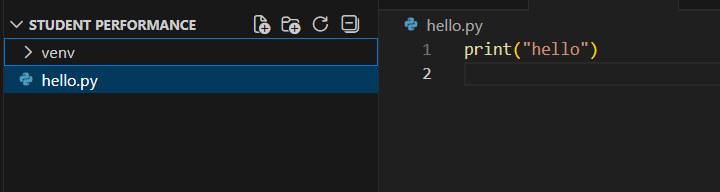 STUDENT PERFORMANCE
venv
hello.py
hello.py
1 print("hello")
2